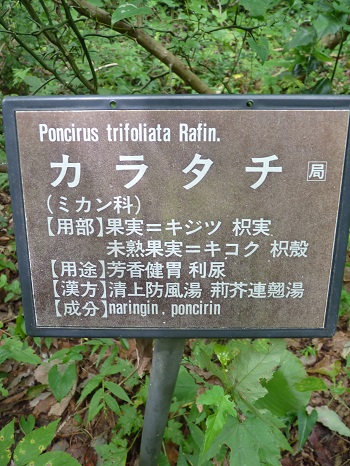 Poncirus trifoliata Rafin.
カラタチ 局
(ミカン科)
【用部】果実=キジツ 枳実
未熟果実=キコク 枳殻
【用途】芳香健胃 利尿
【漢方】清上防風湯 荊芥連翹湯
【成分】naringin, poncirin